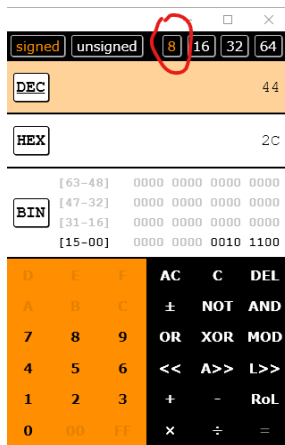 signed unsigned 8 16 32 64
DEC 44
HEX 2C
[63-48] 0000 0000 0000 0000
[47-32] 0000 0000 0000 0000
BIN [31-16] 0000 0000 0000 0000
[15-00] 0000 0000 0010 1100
D E F AC C DEL
A B C ± NOT AND
7 8 9 OR XOR MOD
4 5 6 << A>> L>>
1 2 3 + - RoL
0 00 FF × ÷ =